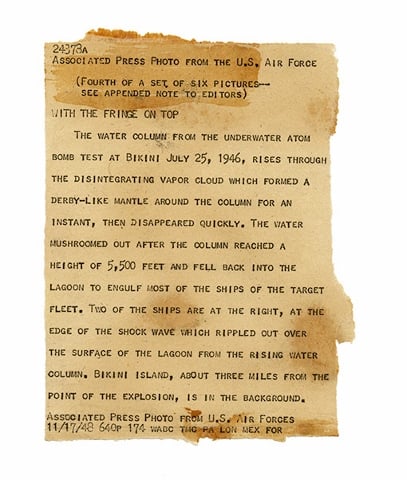 24378A
Associated Press Photo from the U.S. Air Force
(Fourth of a set of six pictures--
see appended note to editors)
WITH THE FRINGE ON TOP
The water column from the underwater atom
bomb test at Bikini July 25, 1946, rises through
the disintegrating vapor cloud which formed a
derby-like mantle around the column for an
instant, then disappeared quickly. The water
mushroomed out after the column reached a
height of 5,500 feet and fell back into the
lagoon to engulf most of the ships of the target
fleet. Two of the ships are at the right, at the
edge of the shock wave which rippled out over
the surface of the lagoon from the rising water
column. Bikini Island, about three miles from the
point of the explosion, is in the background.
Associated Press Photo from U.S. Air Forces
11/17/48 640p 174 WABC TMC PA LON MEX FOR